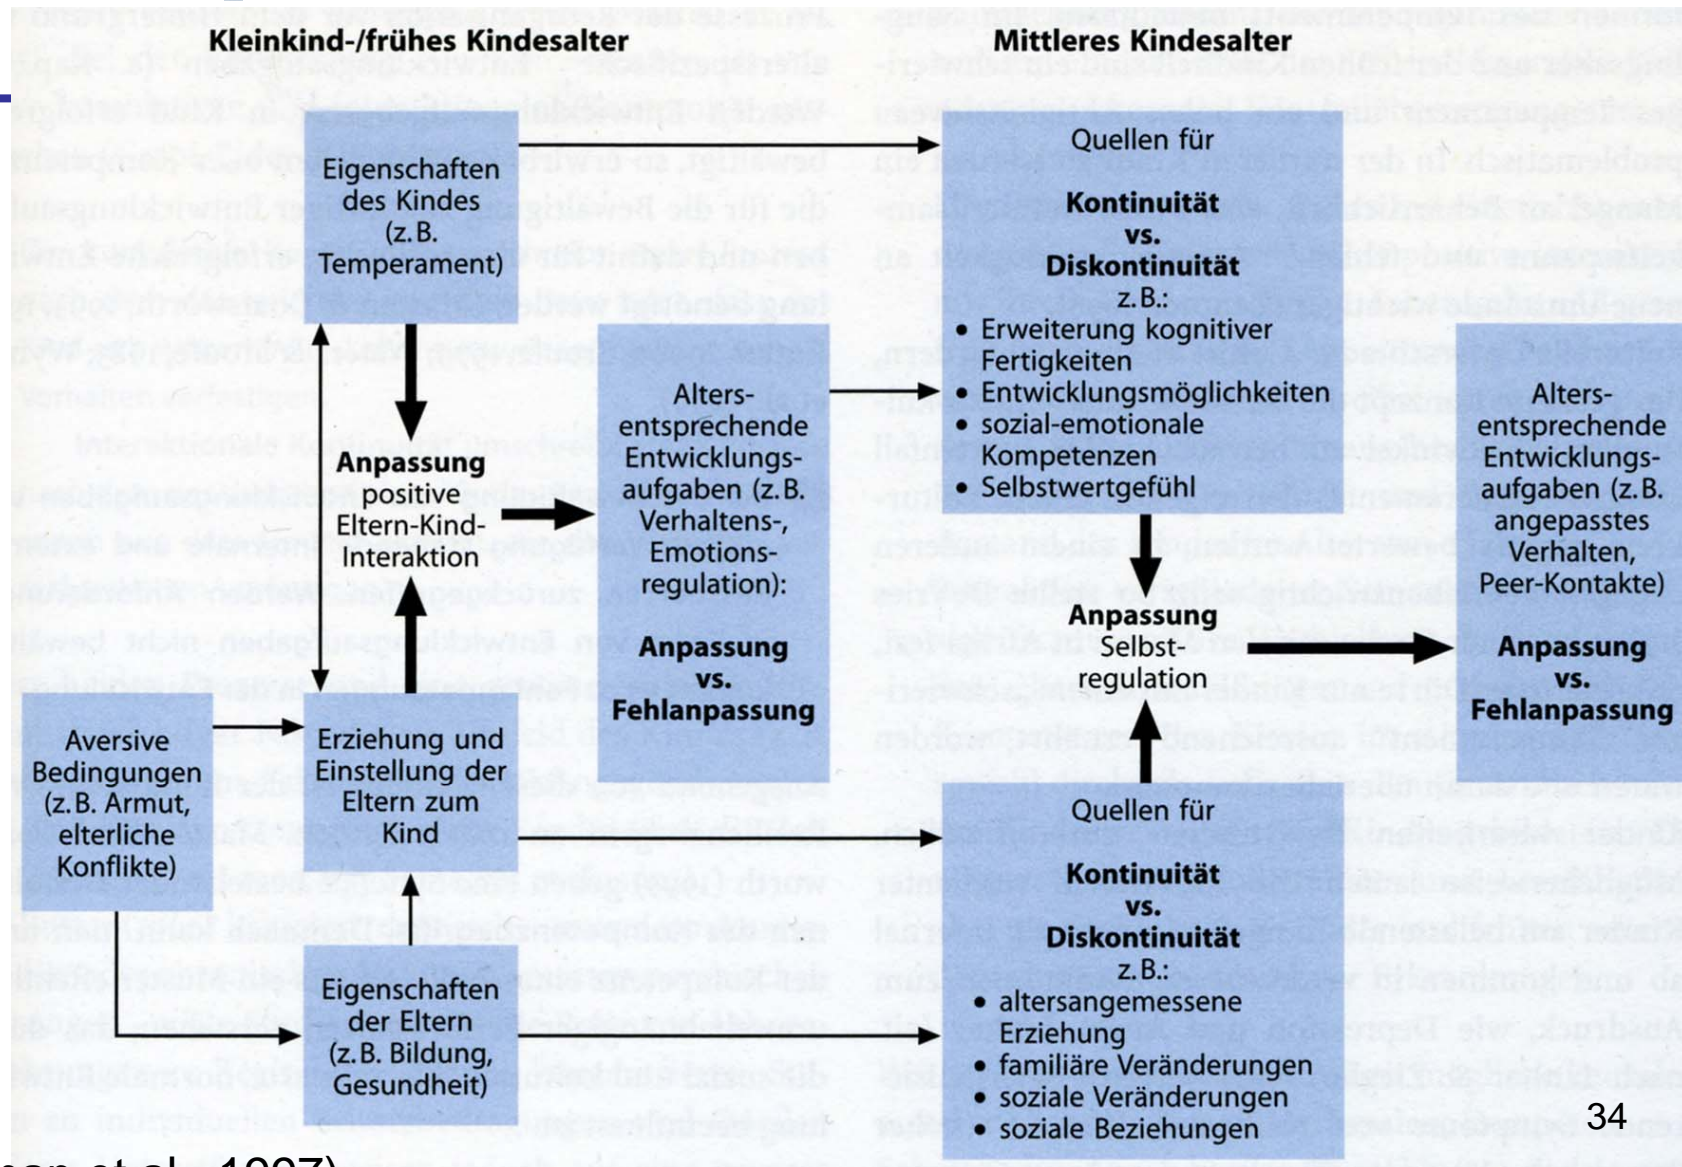 Kleinkind-/frühes Kindesalter
Mittleres Kindesalter
Eigenschaften
des Kindes
(z. B.
Temperament)
Anpassung
positive
Eltern-Kind-
Interaktion
Aversive
Bedingungen
(z. B. Armut,
elterliche
Konflikte)
Erziehung und
Einstellung der
Eltern zum
Kind
Eigenschaften
der Eltern
(z. B. Bildung,
Gesundheit)
Alters-
entsprechende
Entwicklungs-
aufgaben (z. B.
Verhaltens-,
Emotions-
regulation):
Anpassung
vs.
Fehlanpassung
Quellen für
Kontinuität
vs.
Diskontinuität
z. B.:
• Erweiterung kognitiver
Fertigkeiten
• Entwicklungsmöglichkeiten
• sozial-emotionale
Kompetenzen
• Selbstwertgefühl
Anpassung
Selbst-
regulation
Quellen für
Kontinuität
vs.
Diskontinuität
z. B.:
• altersangemessene
Erziehung
• familiäre Veränderungen
• soziale Veränderungen
• soziale Beziehungen
Alters-
entsprechende
Entwicklungs-
aufgaben (z. B.
angepasstes
Verhalten,
Peer-Kontakte)
Anpassung
vs.
Fehlanpassung
34
et al., 1997)